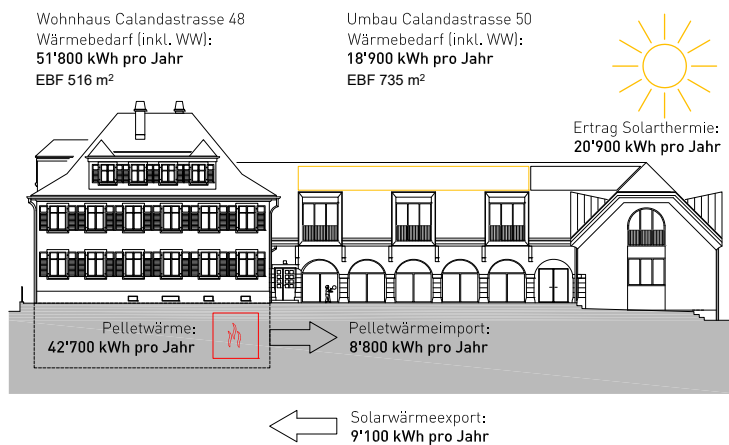 Wohnhaus Calandastrasse 48
Wärmebedarf (inkl. WW):
51'800 kWh pro Jahr
EBF 516 m²
Umbau Calandastrasse 50
Wärmebedarf (inkl. WW):
18'900 kWh pro Jahr
EBF 735 m²
Ertrag Solarthermie:
20'900 kWh pro Jahr
Pelletwärme:
42'700 kWh pro Jahr
Pelletwärmeimport:
8'800 kWh pro Jahr
Solarwärmeexport:
9'100 kWh pro Jahr